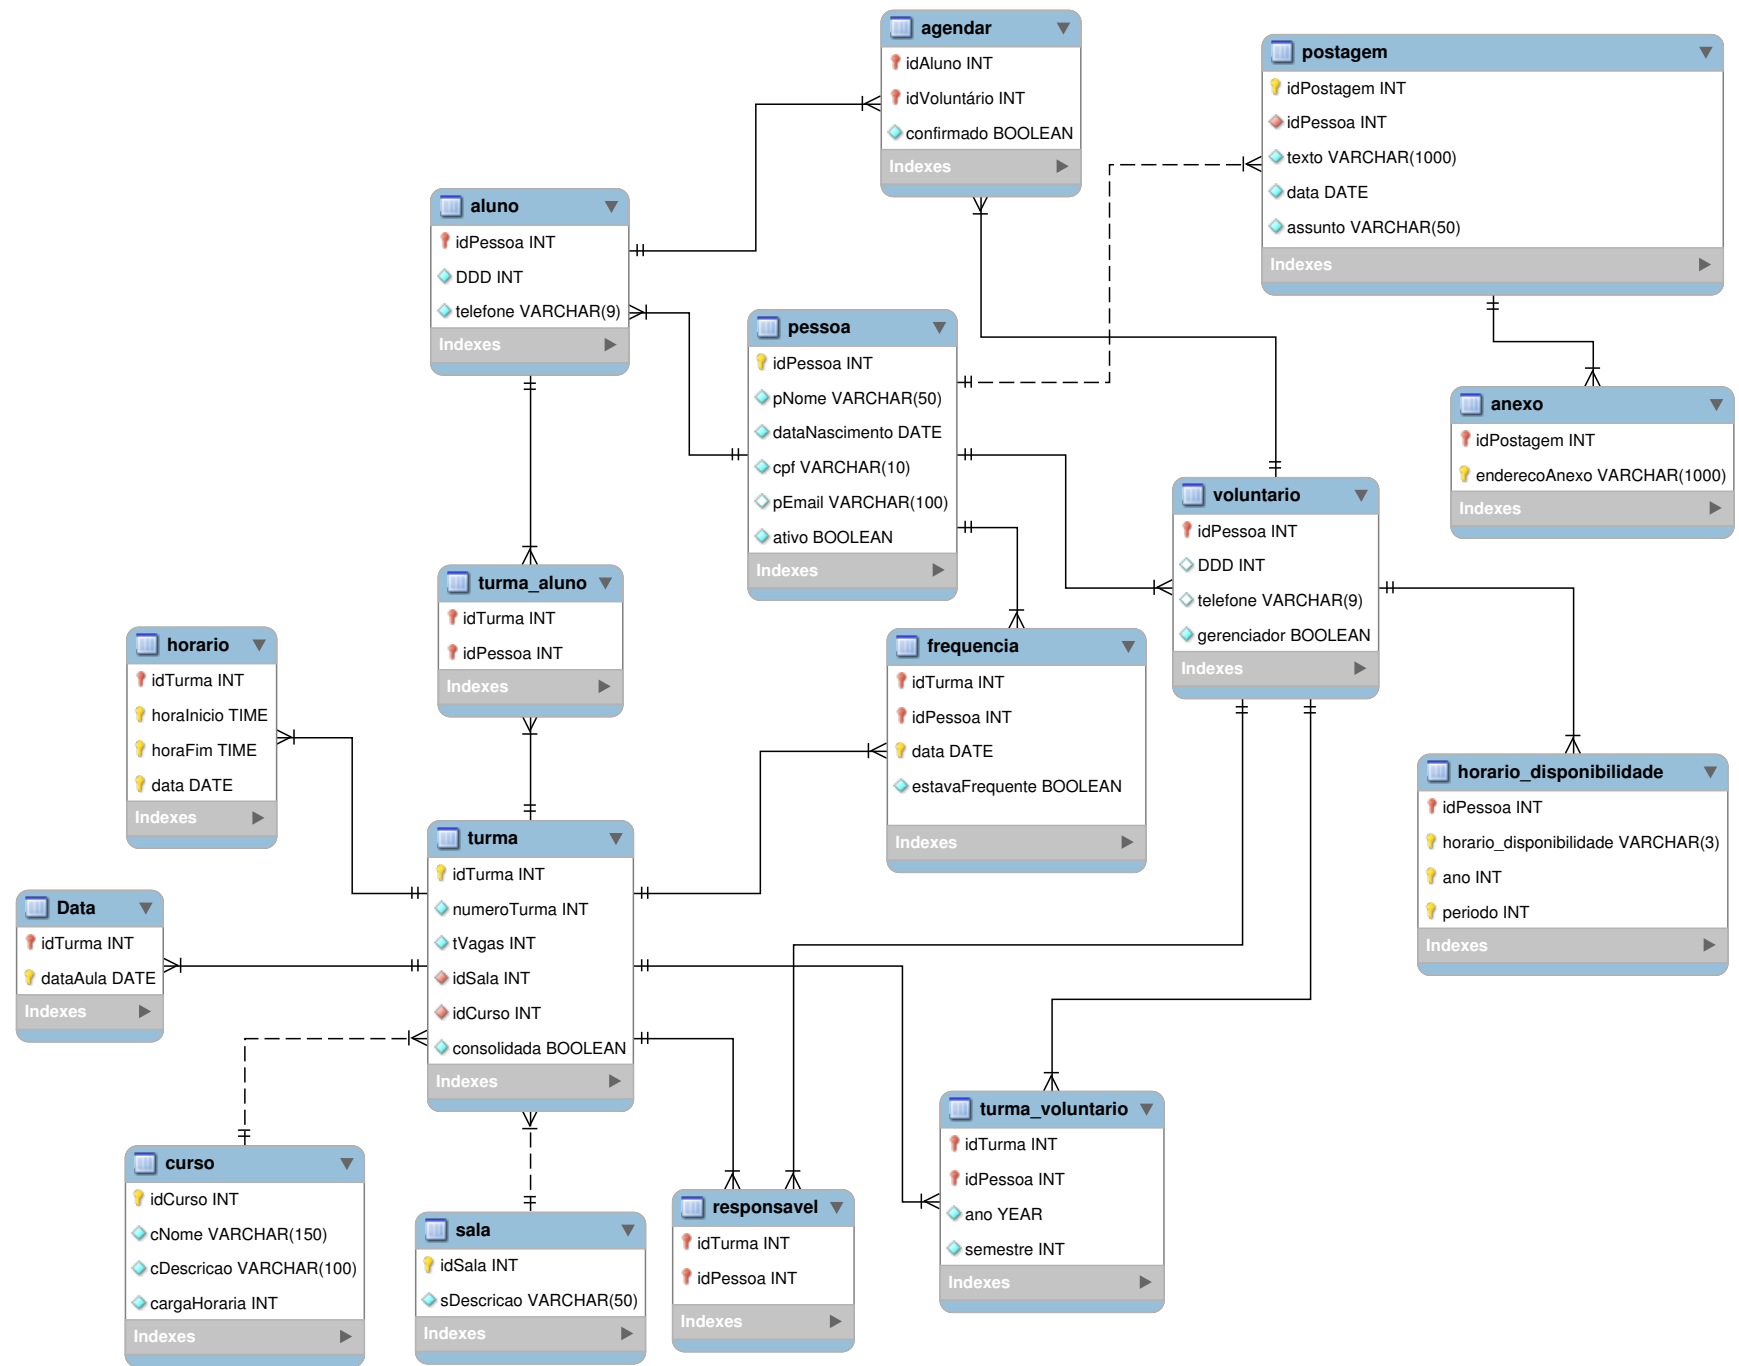 agendar
idAluno INT
idVoluntário INT
confirmado BOOLEAN
Indexes
postagem
idPostagem INT
idPessoa INT
texto VARCHAR(1000)
data DATE
assunto VARCHAR(50)
Indexes
aluno
idPessoa INT
DDD INT
telefone VARCHAR(9)
Indexes
pessoa
idPessoa INT
pNome VARCHAR(50)
dataNascimento DATE
cpf VARCHAR(10)
pEmail VARCHAR(100)
ativo BOOLEAN
Indexes
anexo
idPostagem INT
enderecoAnexo VARCHAR(1000)
Indexes
voluntario
idPessoa INT
DDD INT
telefone VARCHAR(9)
gerenciador BOOLEAN
Indexes
turma_aluno
idTurma INT
idPessoa INT
Indexes
horario
idTurma INT
horaInicio TIME
horaFim TIME
data DATE
Indexes
frequencia
idTurma INT
idPessoa INT
data DATE
estavaFrequente BOOLEAN
Indexes
horario_disponibilidade
idPessoa INT
horario_disponibilidade VARCHAR(3)
ano INT
periodo INT
Indexes
turma
idTurma INT
numeroTurma INT
tVagas INT
idSala INT
idCurso INT
consolidada BOOLEAN
Indexes
Data
idTurma INT
dataAula DATE
Indexes
turma_voluntario
idTurma INT
idPessoa INT
ano YEAR
semestre INT
Indexes
curso
idCurso INT
cNome VARCHAR(150)
cDescricao VARCHAR(100)
cargaHoraria INT
Indexes
sala
idSala INT
sDescricao VARCHAR(50)
Indexes
responsavel
idTurma INT
idPessoa INT
Indexes